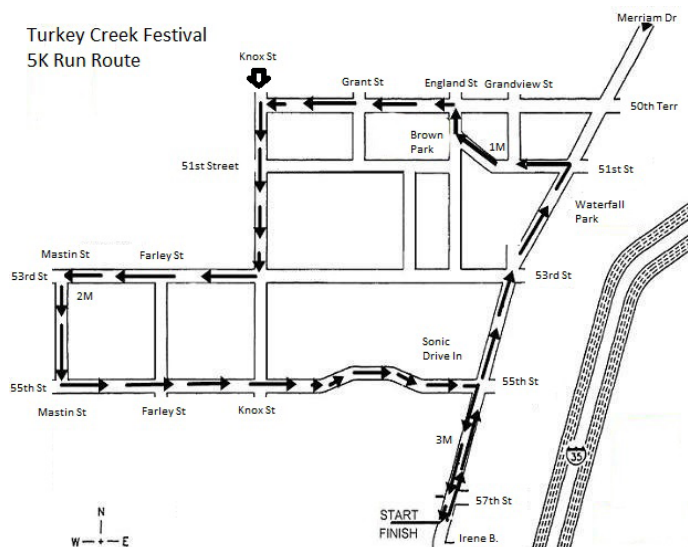 Turkey Creek Festival
5K Run Route
Merriam Dr
Knox St
Grant St
England St
Grandview St
50th Terr
Brown
Park
1M
51st Street
51st St
Waterfall
Park
Mastin St
Farley St
53rd St
53rd St
2M
Sonic
Drive In
55th St
55th St
Mastin St
Farley St
Knox St
3M
35
57th St
START
FINISH
Irene B.
N
W
E